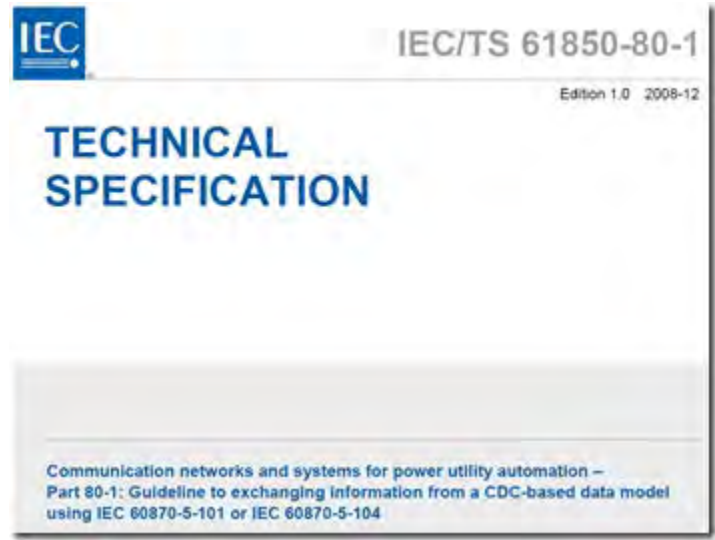 IEC
IEC/TS 61850-80-1
Edition 1.0 2008-12
TECHNICAL
SPECIFICATION
Communication networks and systems for power utility automation –
Part 80-1: Guideline to exchanging information from a CDC-based data model
using IEC 60870-5-101 or IEC 60870-5-104